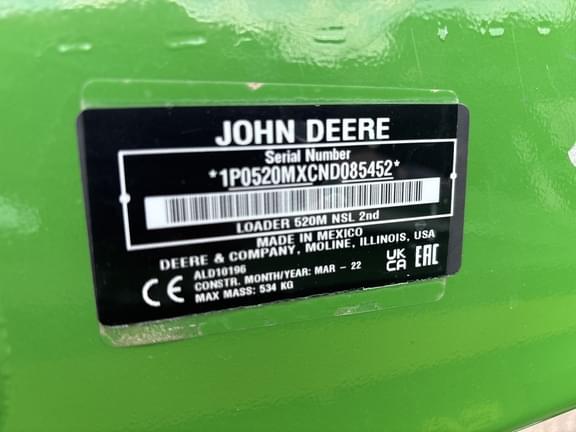 JOHN DEERE
Serial Number
*1P0520MXCND085452*
LOADER 520M NSL 2nd
MADE IN MEXICO
DEERE & COMPANY, MOLINE, ILLINOIS, USA
ALD10196
CONSTR. MONTH/YEAR: MAR - 22
MAX MASS: 534 KG
CE
UK
CA
EAC